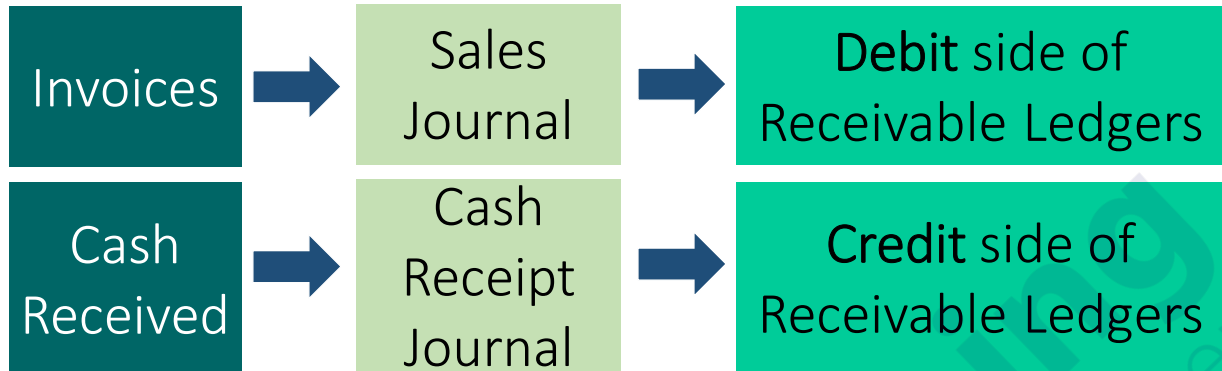 Invoices
Sales
Journal
Debit side of
Receivable Ledgers
Cash
Received
Cash
Receipt
Journal
Credit side of
Receivable Ledgers